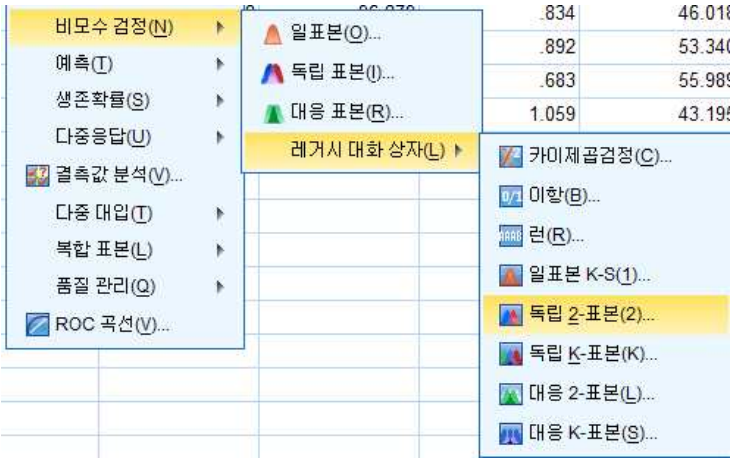 비모수 검정(N)
예측(T)
생존확률(S)
다중응답(U)
결측값 분석(V)...
다중 대입(T)
복합 표본(L)
품질 관리(Q)
ROC 곡선(V)...
일표본(O)...
독립 표본(I)...
대응 표본(R)...
레거시 대화 상자(L)
카이제곱검정(C)...
이항(B)...
런(R)...
일표본 K-S(1)...
독립 2-표본(2)...
독립 K-표본(K)...
대응 2-표본(L)...
대응 K-표본(S)...
.834 46.018
.892 53.340
.683 55.989
1.059 43.195